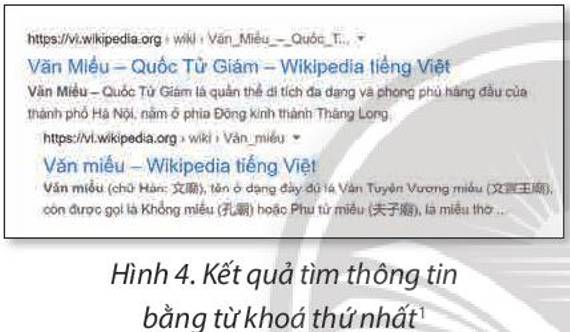 https://vi.wikipedia.org › wiki › Văn_Miếu_–_Quốc_T...
Văn Miếu – Quốc Tử Giám – Wikipedia tiếng Việt
Văn Miếu – Quốc Tử Giám là quần thể di tích đa dạng và phong phú hàng đầu của
thành phố Hà Nội, nằm ở phía Đông kinh thành Thăng Long.
https://vi.wikipedia.org › wiki › Văn_miếu
Văn miếu – Wikipedia tiếng Việt
Văn miếu (chữ Hán: 文廟), tên ở dạng đầy đủ là Văn Tuyên Vương miếu (文宣王廟),
còn được gọi là Khổng miếu (孔廟) hoặc Phu tử miếu (夫子廟), là miếu thờ ...
Hình 4. Kết quả tìm thông tin
bằng từ khoá thứ nhất¹